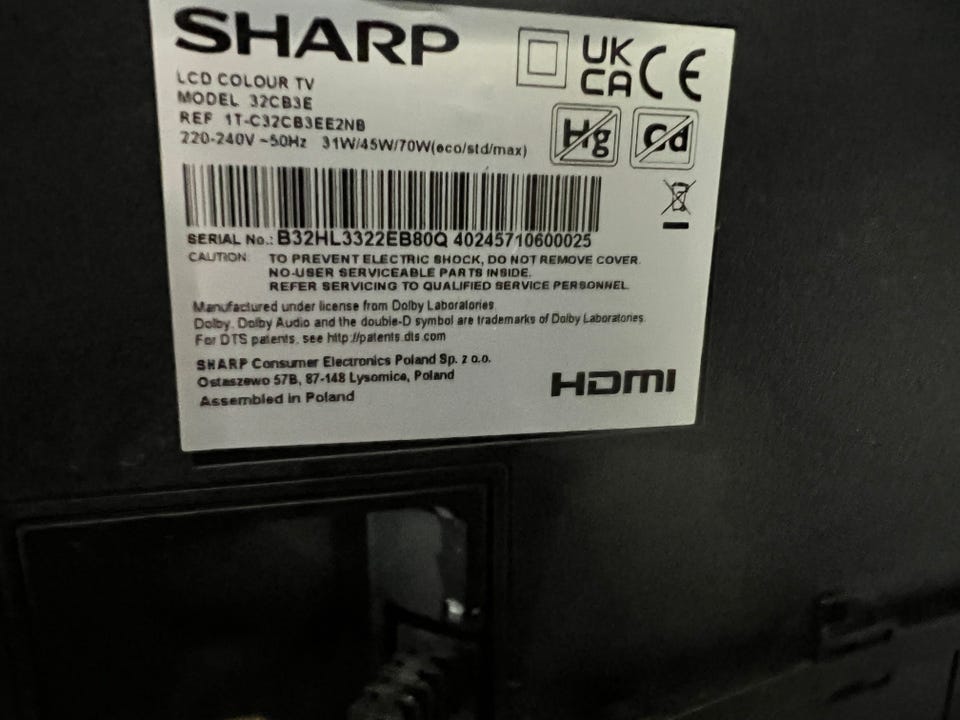 SHARP
UK
CA CE
LCD COLOUR TV
MODEL 32CB3E
REF 1T-C32CB3EE2NB
220-240V ~50Hz 31W/45W/70W(eco/std/max)
Hg Cd
SERIAL No.: B32HL3322EB80Q 40245710600025
CAUTION: TO PREVENT ELECTRIC SHOCK, DO NOT REMOVE COVER.
NO-USER SERVICEABLE PARTS INSIDE.
REFER SERVICING TO QUALIFIED SERVICE PERSONNEL.
Manufactured under license from Dolby Laboratories.
Dolby, Dolby Audio and the double-D symbol are trademarks of Dolby Laboratories.
For DTS patents, see http://patents.dts.com
SHARP Consumer Electronics Poland Sp. z o.o.
Ostaszewo 57B, 87-148 Lysomice, Poland
Assembled in Poland
HDMI